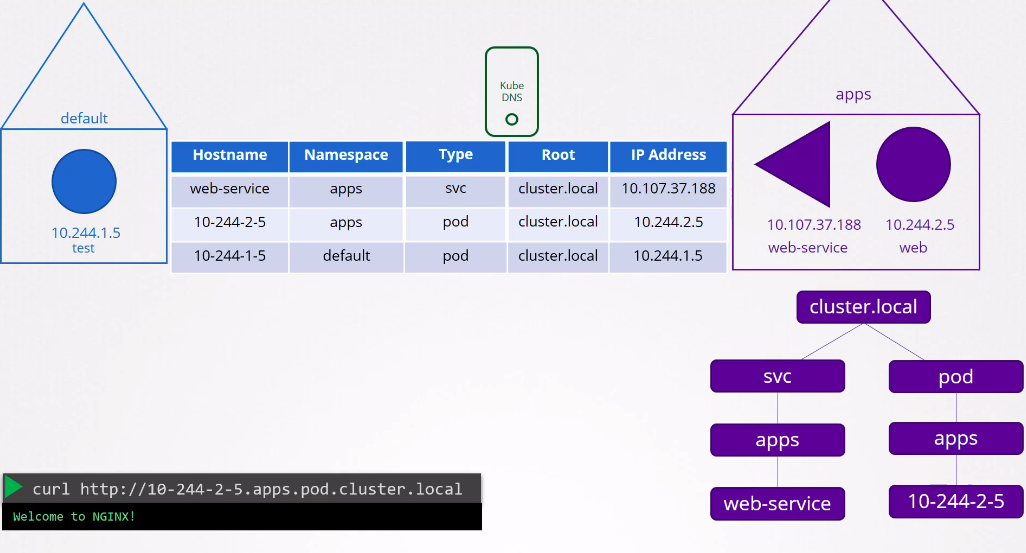 default
10.244.1.5
test
Kube
DNS
Hostname Namespace Type Root IP Address
web-service apps svc cluster.local 10.107.37.188
10-244-2-5 apps pod cluster.local 10.244.2.5
10-244-1-5 default pod cluster.local 10.244.1.5
apps
10.107.37.188 10.244.2.5
web-service web
cluster.local
svc pod
apps apps
web-service 10-244-2-5
curl http://10-244-2-5.apps.pod.cluster.local
Welcome to NGINX!